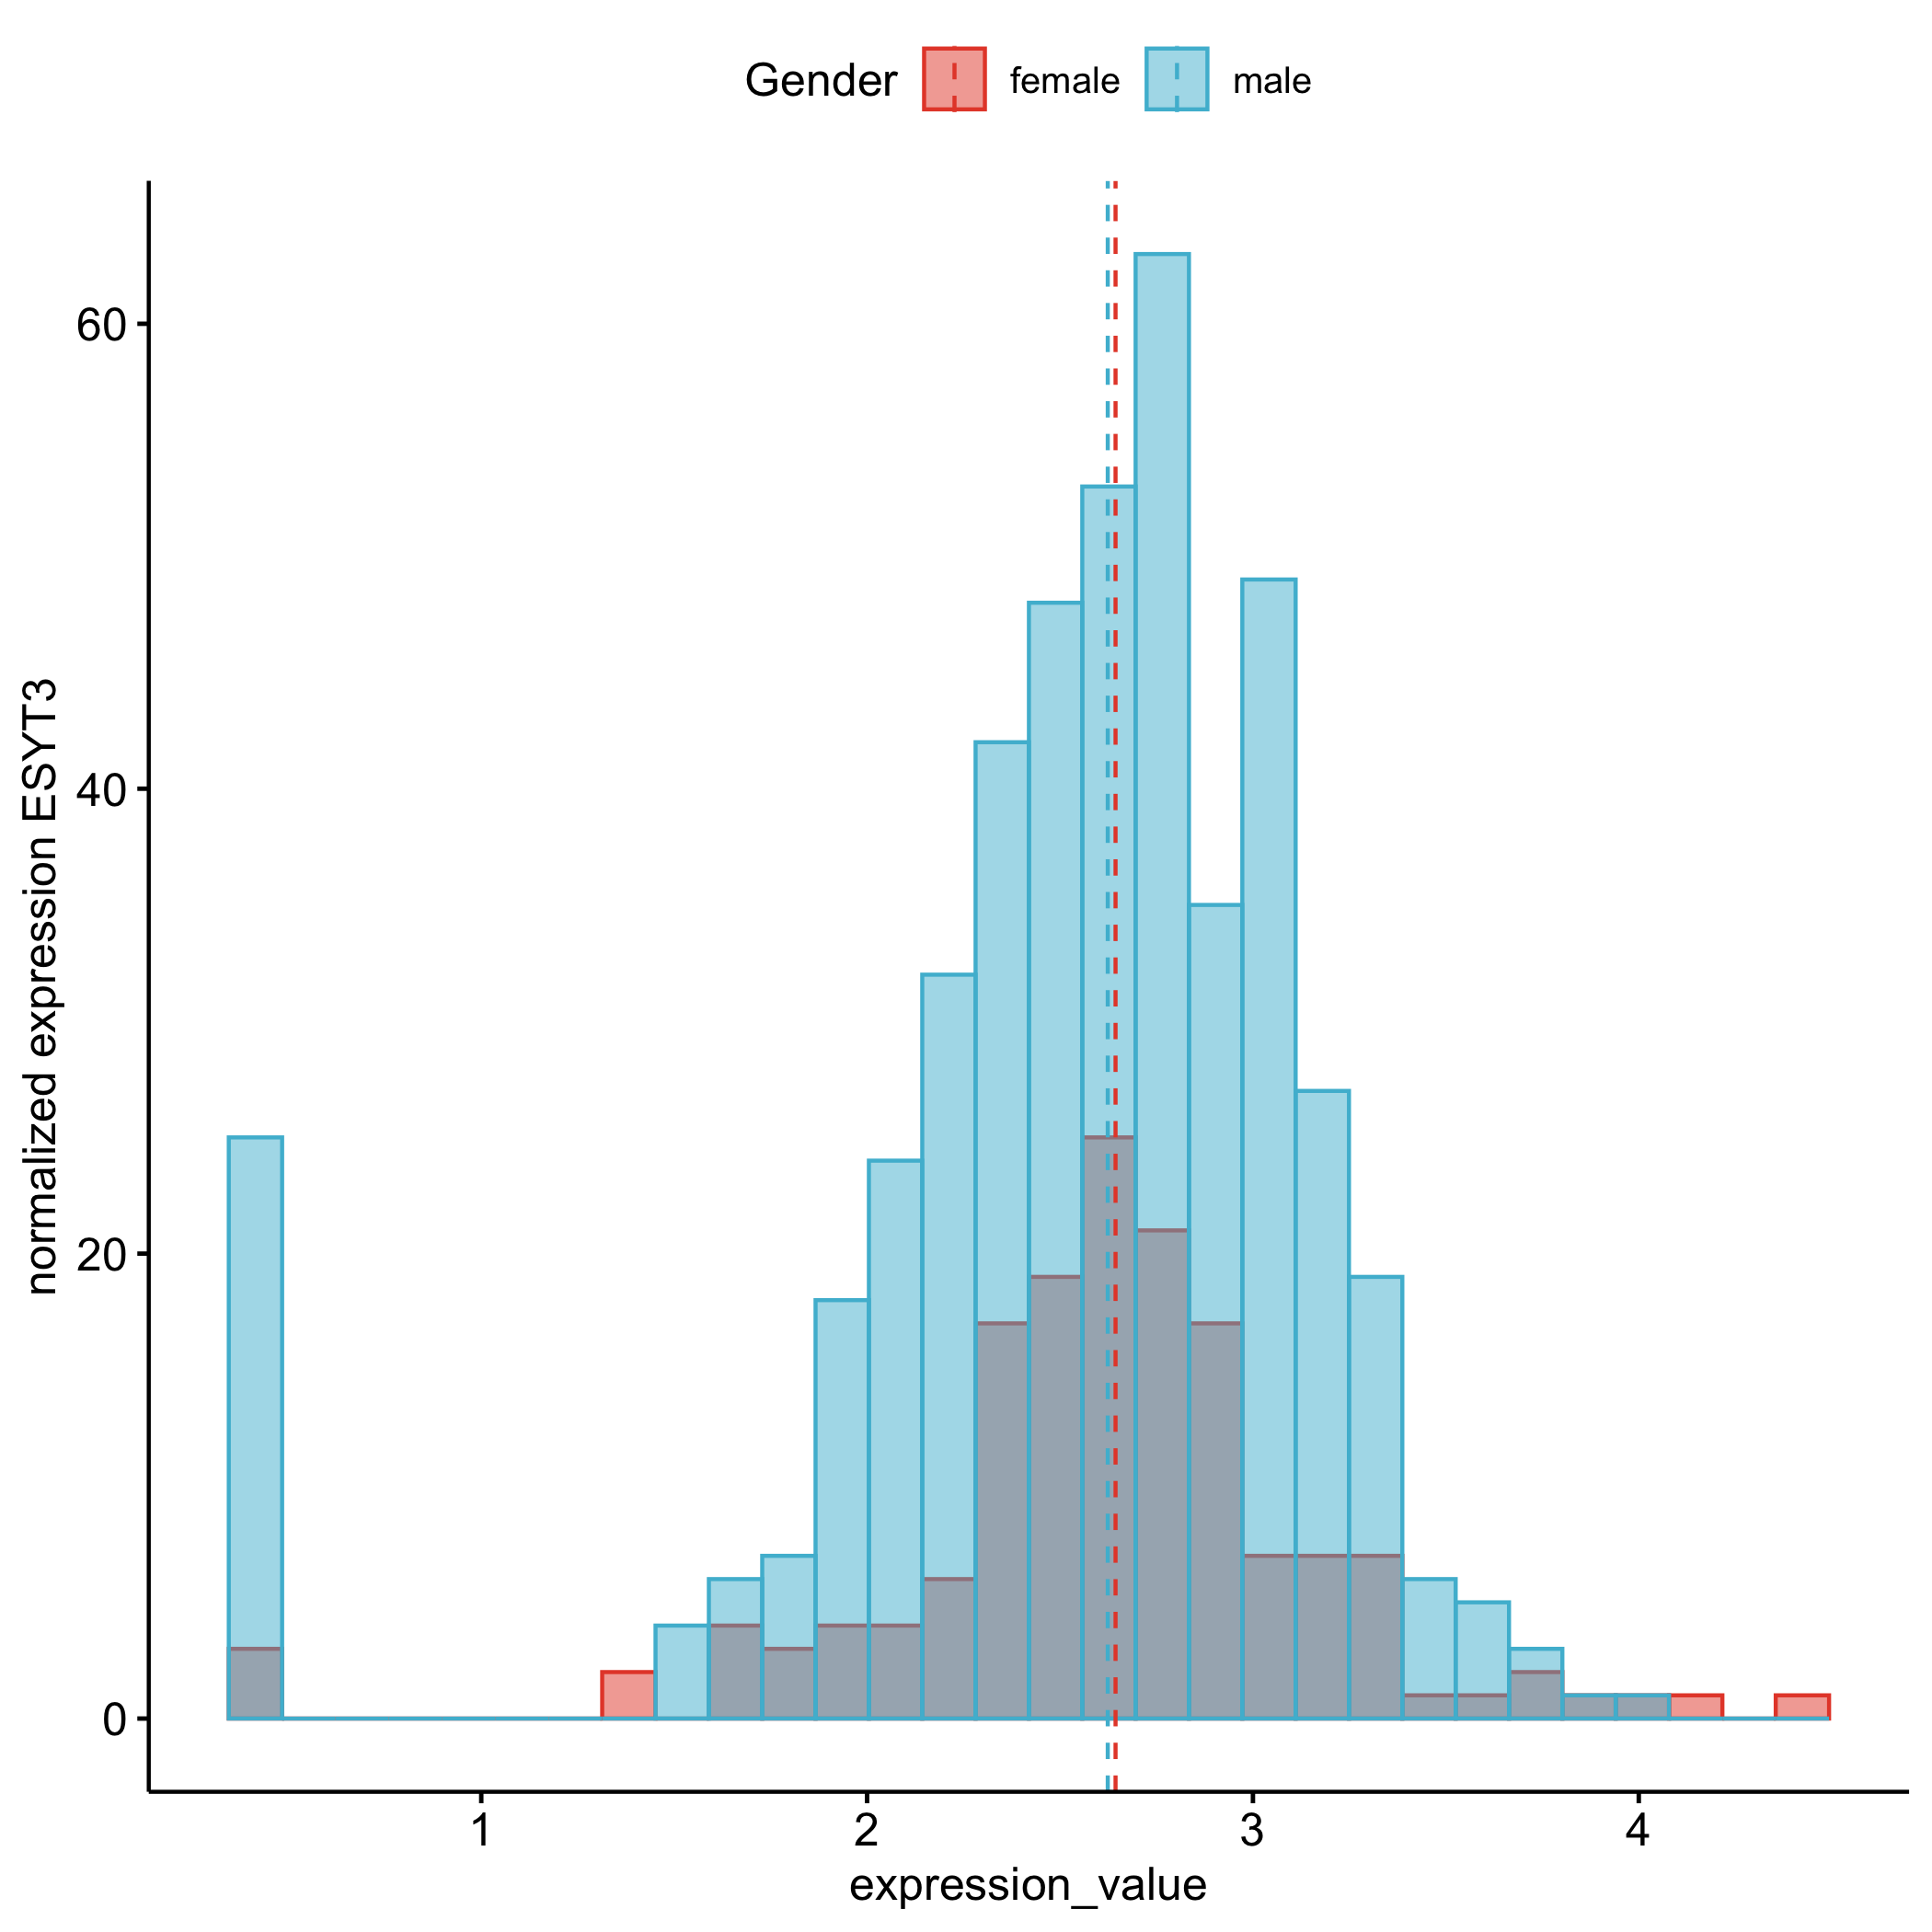 Gender female male
normalized expression ESYT3
60
40
20
0
1 2 3 4
expression_value